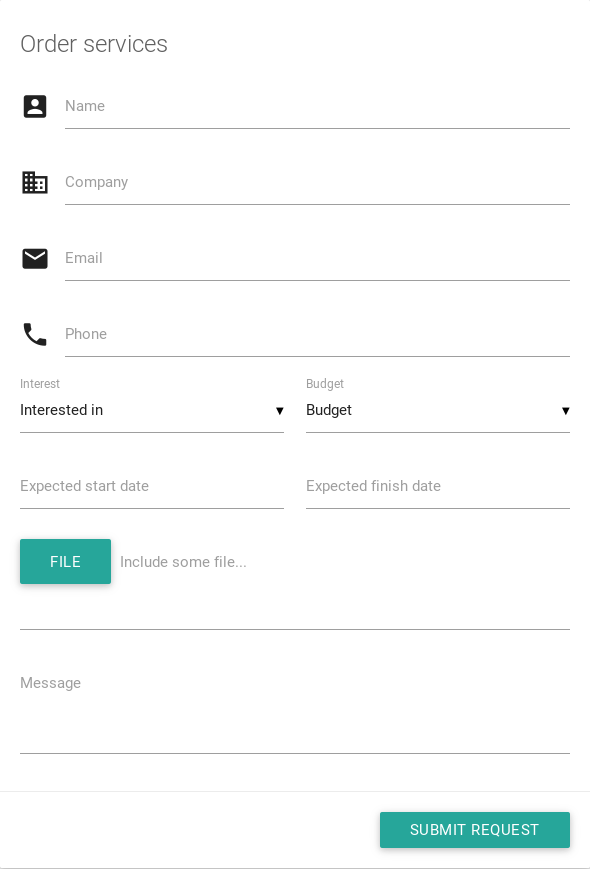 Order services
Name
Company
Email
Phone
Interest Budget
Interested in ▼ Budget ▼
Expected start date Expected finish date
FILE Include some file...
Message
SUBMIT REQUEST